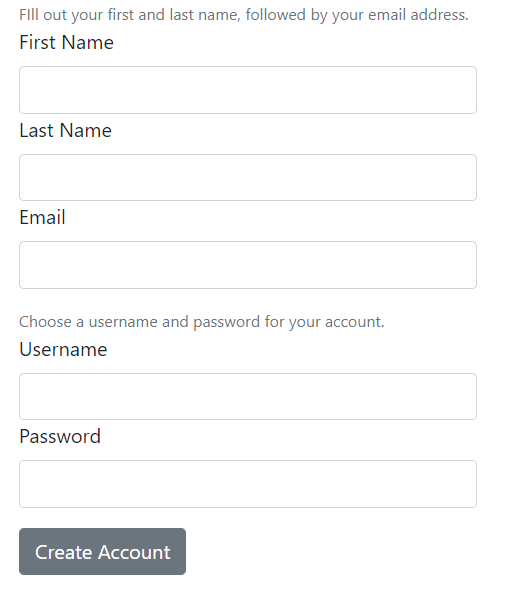 FIll out your first and last name, followed by your email address.
First Name
Last Name
Email
Choose a username and password for your account.
Username
Password
Create Account